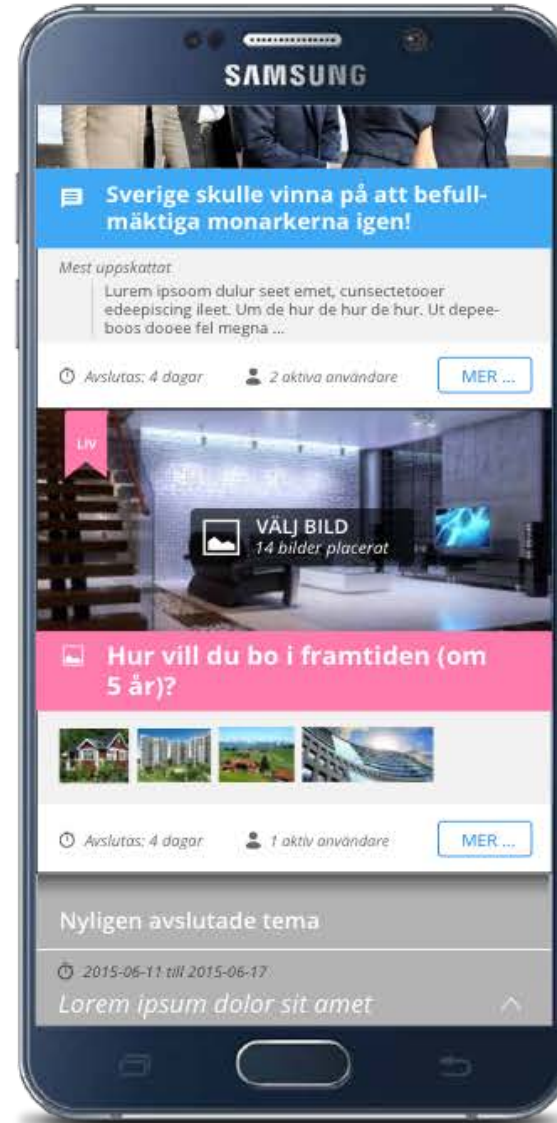 SAMSUNG
Sverige skulle vinna på att befull-
mäktiga monarkerna igen!
Mest uppskattat
Lurem ipsoom dulur seet emet, cunsectetooer
edeepiscing ileet. Um de hur de hur de hur. Ut depee-
boos dooee fel megna ...
Avslutas: 4 dagar 2 aktiva användare MER ...
LIV
VÄLJ BILD
14 bilder placerat
Hur vill du bo i framtiden (om
5 år)?
Avslutas: 4 dagar 1 aktiv användare MER ...
Nyligen avslutade tema
2015-06-11 till 2015-06-17
Lorem ipsum dolor sit amet